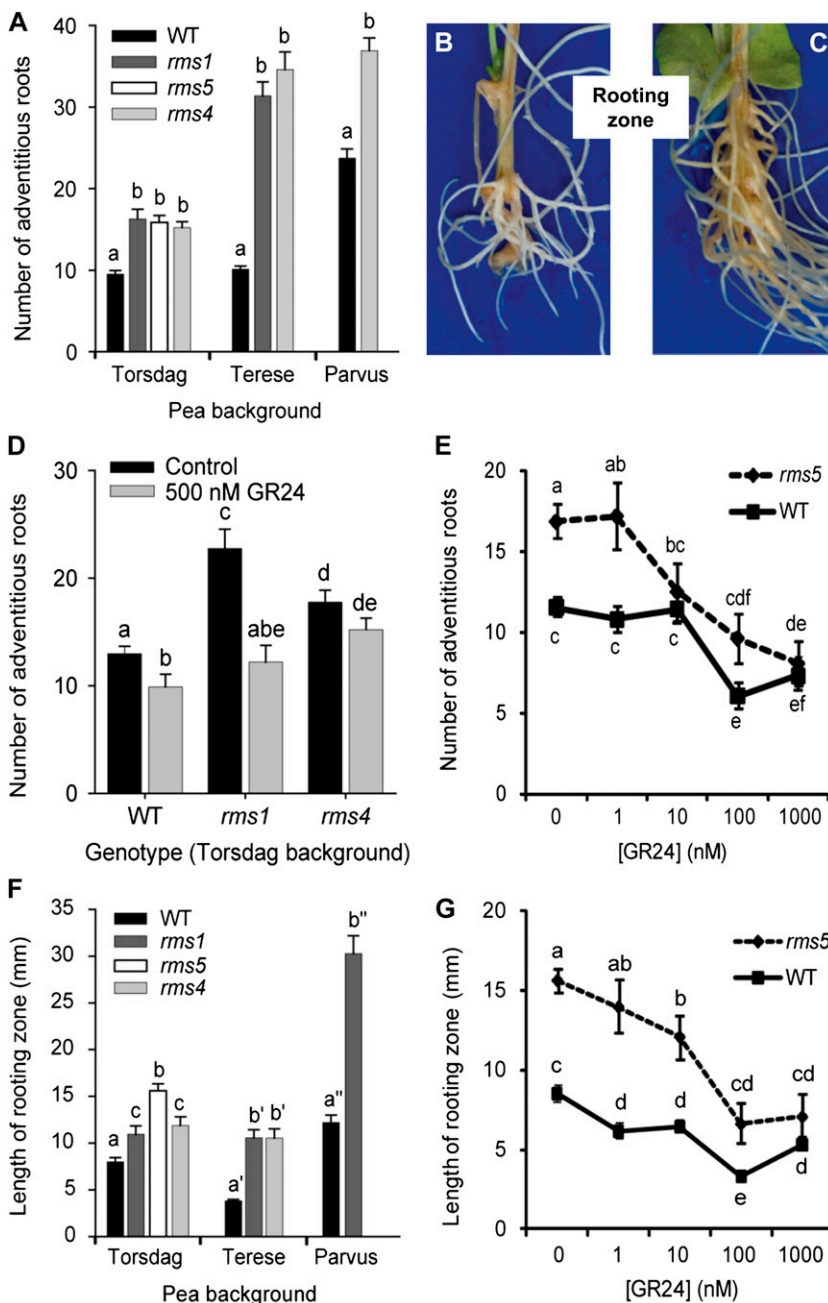 A
Number of adventitious roots
40
30
20
10
0
WT
rms1
rms5
rms4
a
b
b
b
a
b
b
a
b
Torsdag
Terese
Parvus
Pea background
B
Rooting
zone
C
D
Number of adventitious roots
30
20
10
0
Control
500 nM GR24
a
b
c
abe
d
de
WT
rms1
rms4
Genotype (Torsdag background)
E
Number of adventitious roots
20
15
10
5
0
rms5
WT
a
ab
bc
cdf
de
c
c
c
e
ef
0
1
10
100
1000
[GR24] (nM)
F
Length of rooting zone (mm)
35
30
25
20
15
10
5
0
WT
rms1
rms5
rms4
a
c
b
c
a'
b'
b'
a"
b"
Torsdag
Terese
Parvus
Pea background
G
Length of rooting zone (mm)
20
15
10
5
0
rms5
WT
a
ab
b
cd
cd
c
d
d
e
d
0
1
10
100
1000
[GR24] (nM)